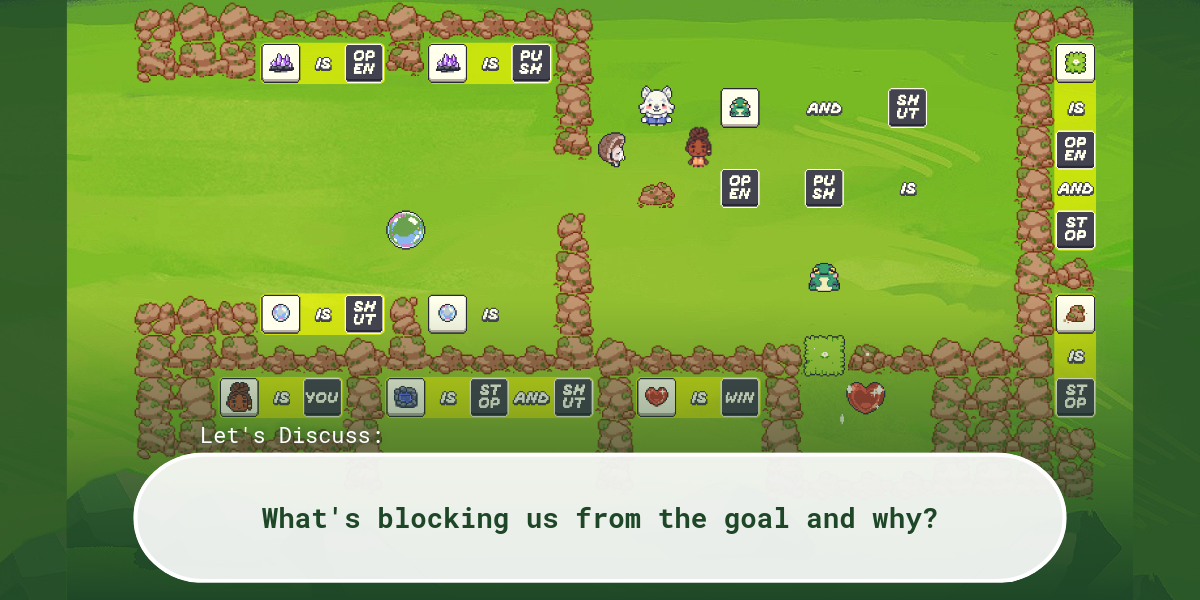 IS OPEN IS PUSH
AND SHUT
IS
OPEN
AND
STOP
OPEN PUSH IS
IS SHUT IS
IS
STOP
IS YOU IS STOP AND SHUT IS WIN
Let's Discuss:
What's blocking us from the goal and why?